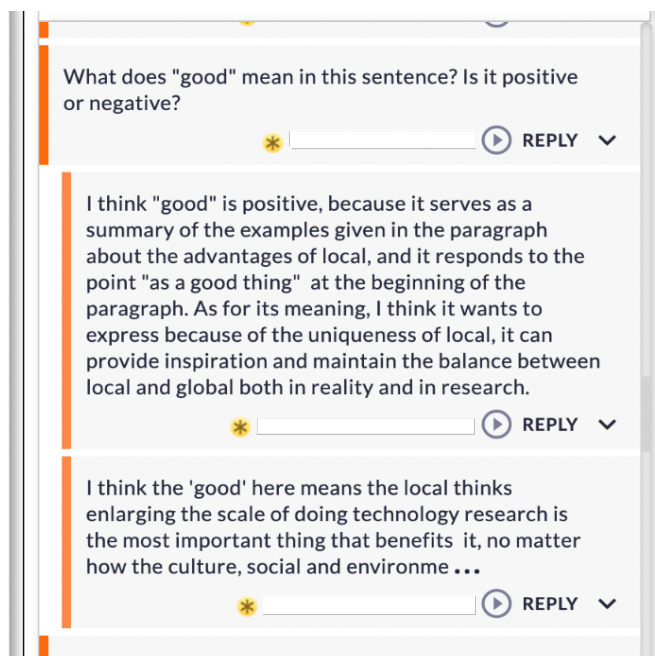 What does "good" mean in this sentence? Is it positive
or negative?
REPLY
I think "good" is positive, because it serves as a
summary of the examples given in the paragraph
about the advantages of local, and it responds to the
point "as a good thing"  at the beginning of the
paragraph. As for its meaning, I think it wants to
express because of the uniqueness of local, it can
provide inspiration and maintain the balance between
local and global both in reality and in research.
REPLY
I think the 'good' here means the local thinks
enlarging the scale of doing technology research is
the most important thing that benefits  it, no matter
how the culture, social and environme ...
REPLY